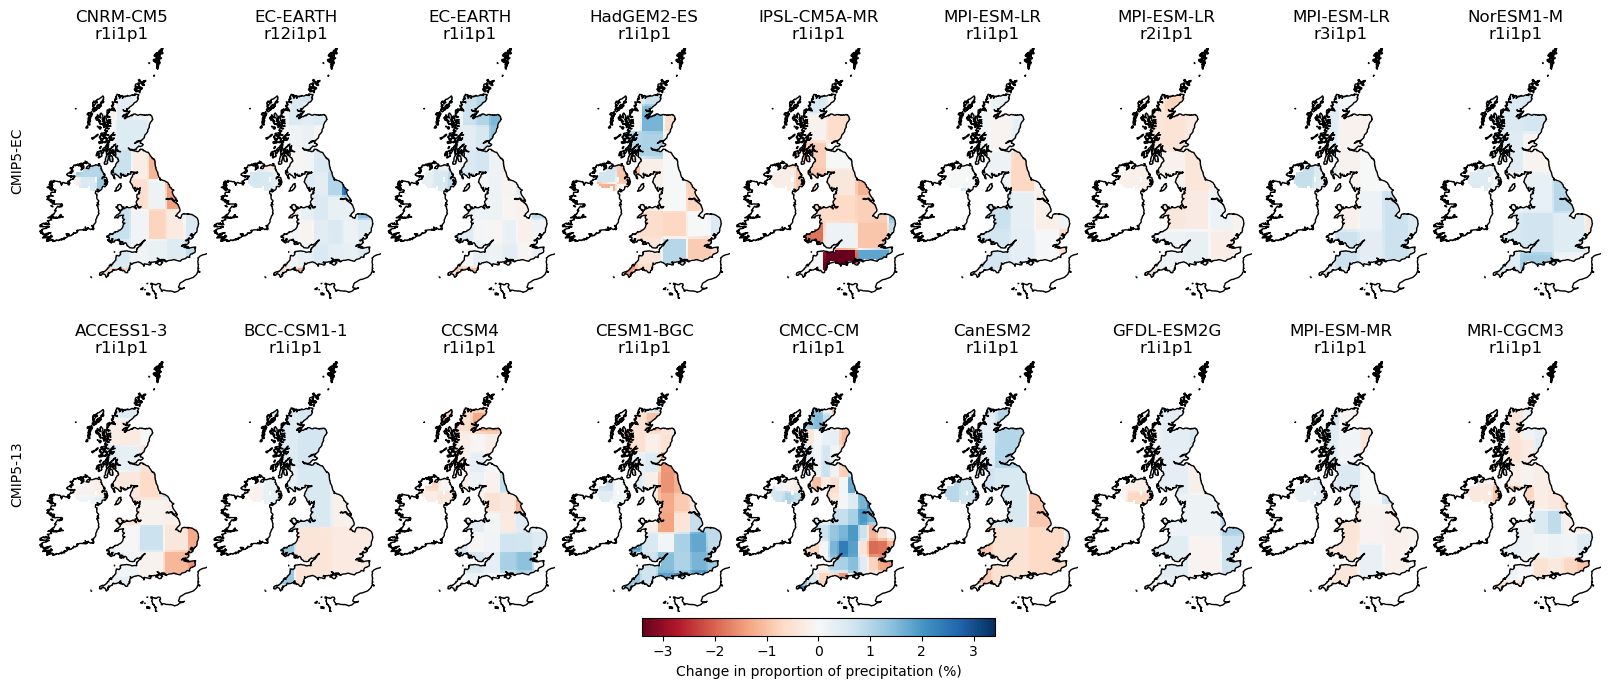 CNRM-CM5
r1i1p1
EC-EARTH
r12i1p1
EC-EARTH
r1i1p1
HadGEM2-ES
r1i1p1
IPSL-CM5A-MR
r1i1p1
MPI-ESM-LR
r1i1p1
MPI-ESM-LR
r2i1p1
MPI-ESM-LR
r3i1p1
NorESM1-M
r1i1p1
CMIP5-EC
ACCESS1-3
r1i1p1
BCC-CSM1-1
r1i1p1
CCSM4
r1i1p1
CESM1-BGC
r1i1p1
CMCC-CM
r1i1p1
CanESM2
r1i1p1
GFDL-ESM2G
r1i1p1
MPI-ESM-MR
r1i1p1
MRI-CGCM3
r1i1p1
CMIP5-13
−3 −2 −1 0 1 2 3
Change in proportion of precipitation (%)